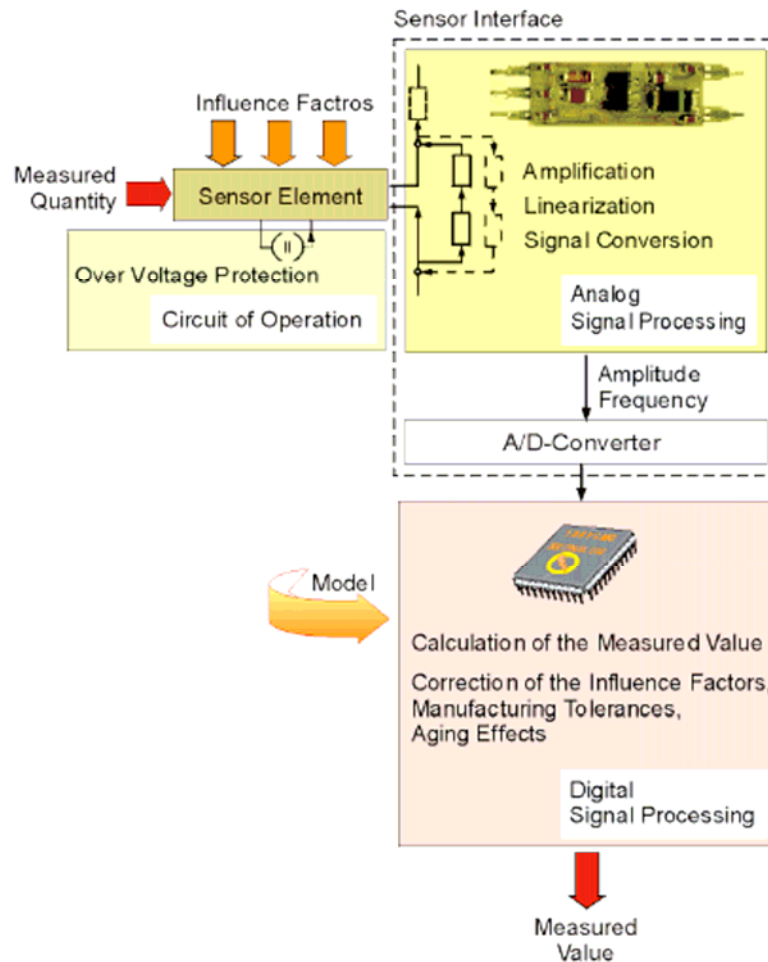 Sensor Interface
Influence Factros
Measured
Quantity
Sensor Element
Over Voltage Protection
Circuit of Operation
Amplification
Linearization
Signal Conversion
Analog
Signal Processing
Amplitude
Frequency
A/D-Converter
Model
Calculation of the Measured Value
Correction of the Influence Factors,
Manufacturing Tolerances,
Aging Effects
Digital
Signal Processing
Measured
Value